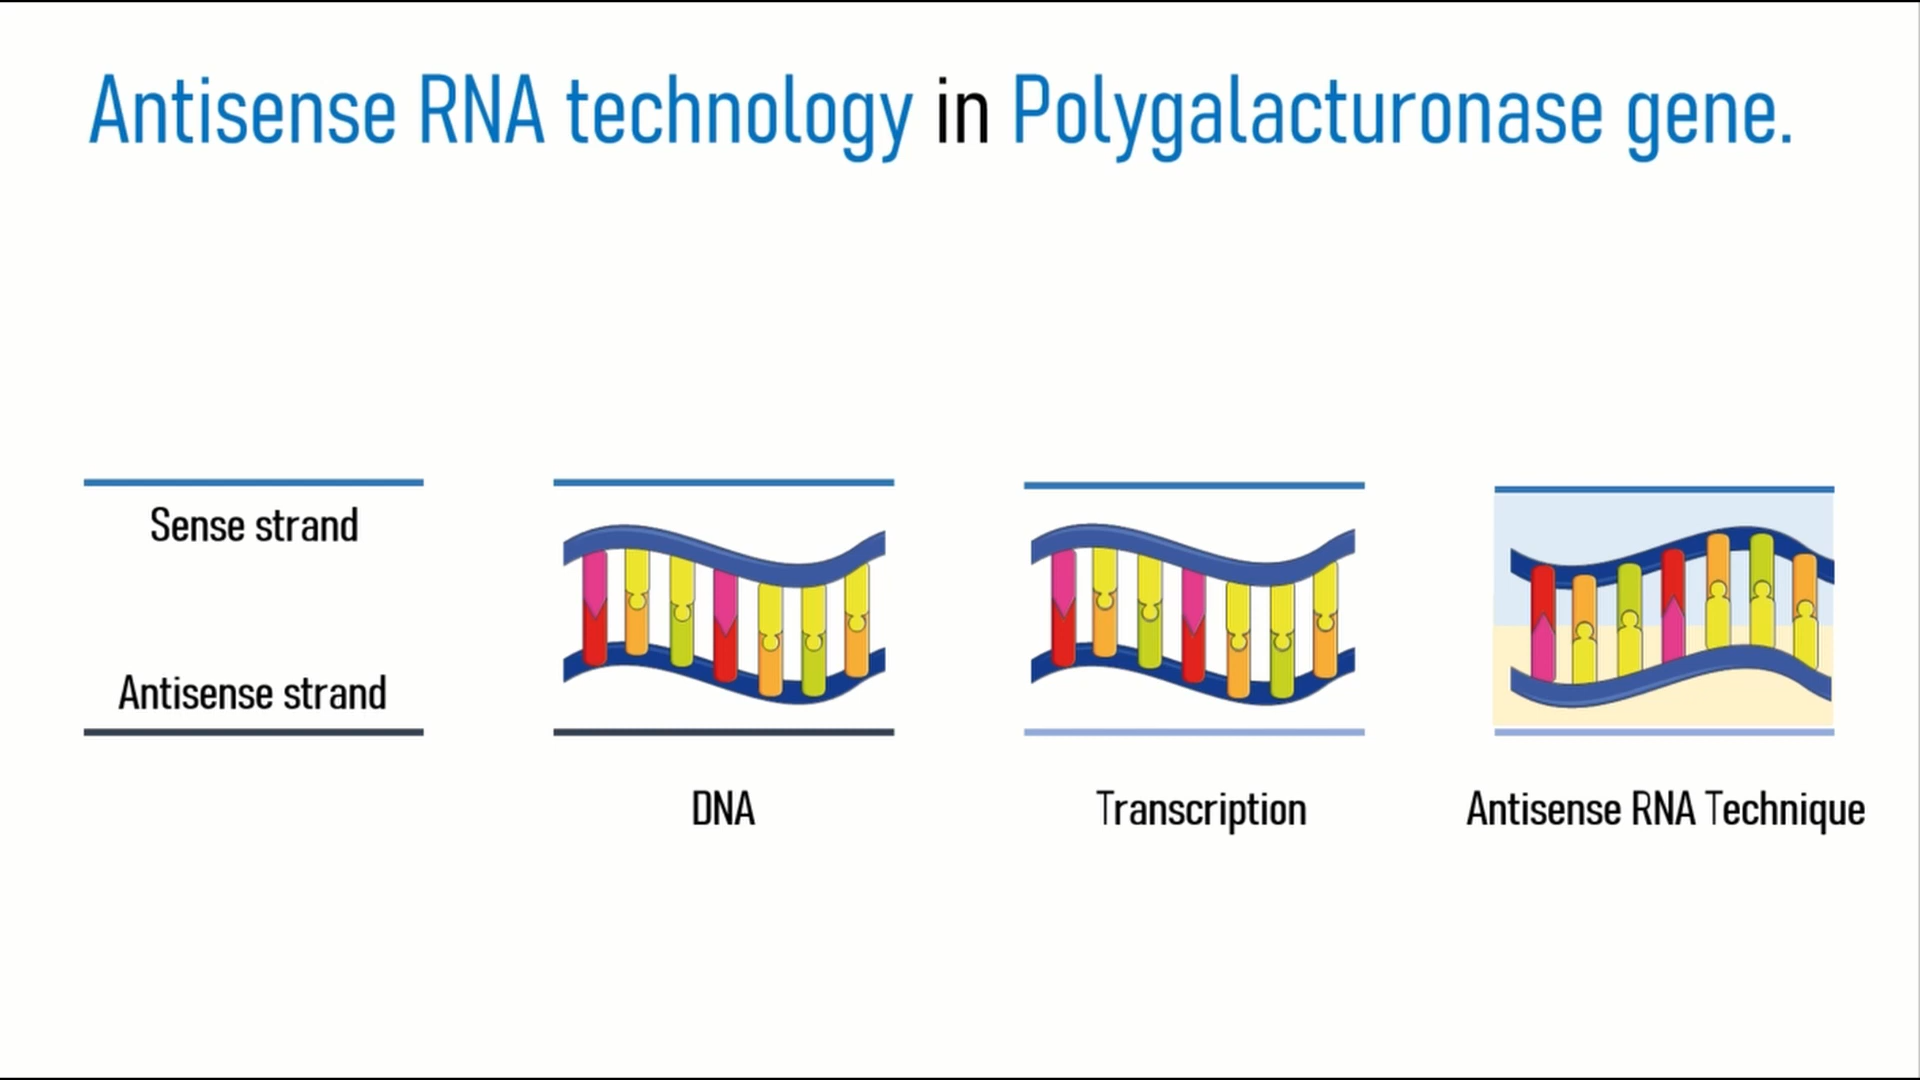 Antisense RNA technology in Polygalacturonase gene.
Sense strand
Antisense strand
DNA
Transcription
Antisense RNA Technique